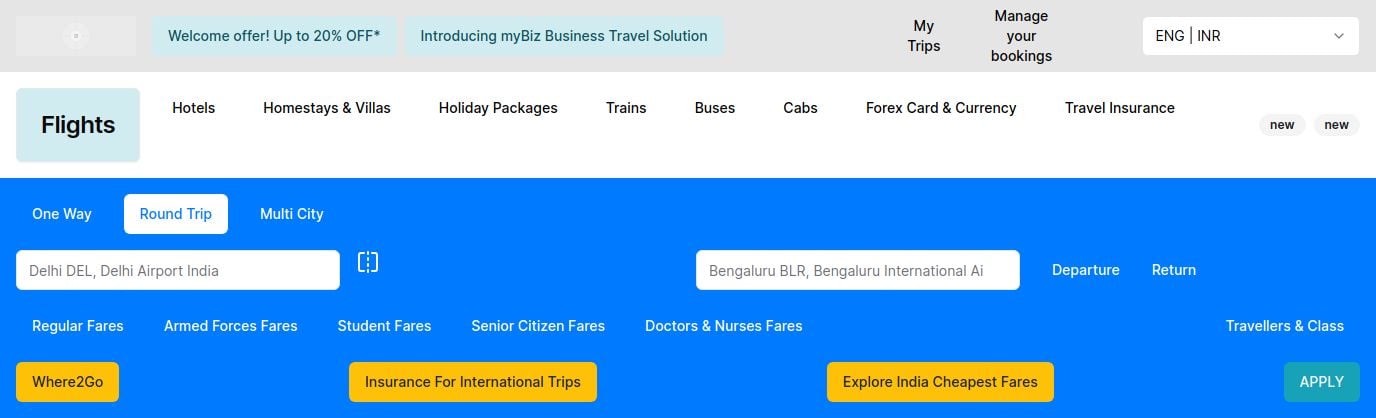 Welcome offer! Up to 20% OFF*
Introducing myBiz Business Travel Solution
My
Trips
Manage
your
bookings
ENG | INR
Flights
Hotels
Homestays & Villas
Holiday Packages
Trains
Buses
Cabs
Forex Card & Currency
Travel Insurance
new
new
One Way
Round Trip
Multi City
Delhi DEL, Delhi Airport India
Bengaluru BLR, Bengaluru International Ai
Departure
Return
Regular Fares
Armed Forces Fares
Student Fares
Senior Citizen Fares
Doctors & Nurses Fares
Travellers & Class
Where2Go
Insurance For International Trips
Explore India Cheapest Fares
APPLY